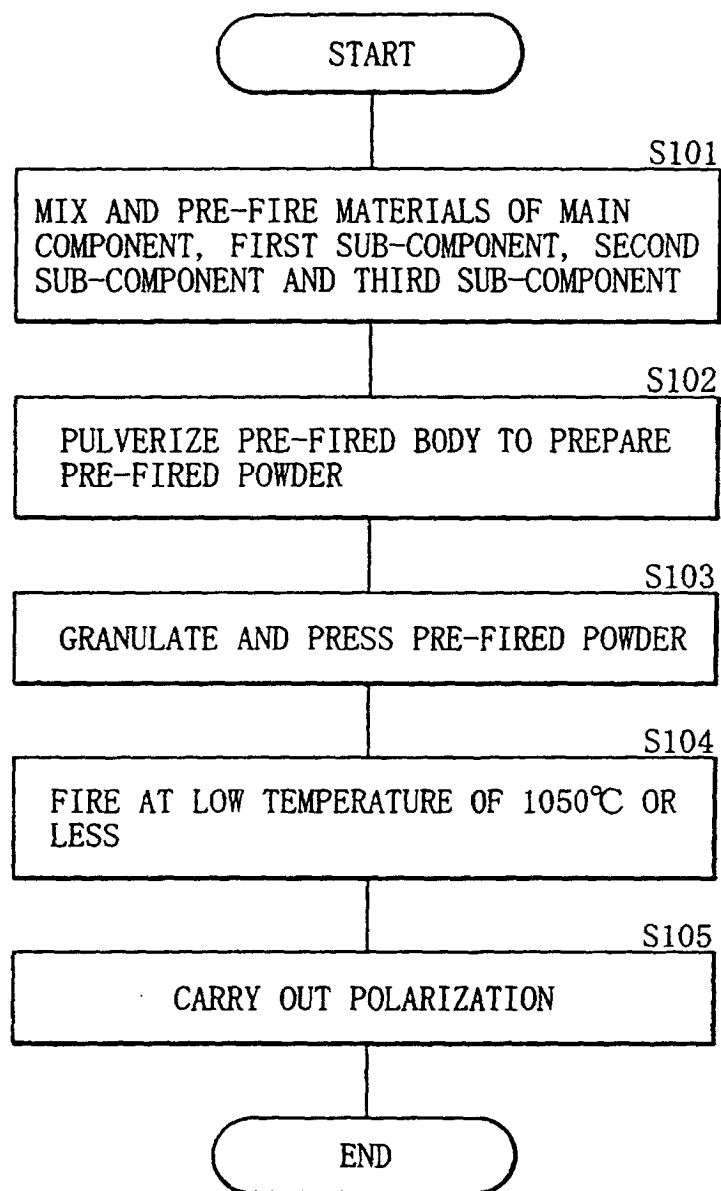 START
S101
MIX AND PRE-FIRE MATERIALS OF MAIN
COMPONENT, FIRST SUB-COMPONENT, SECOND
SUB-COMPONENT AND THIRD SUB-COMPONENT
S102
PULVERIZE PRE-FIRED BODY TO PREPARE
PRE-FIRED POWDER
S103
GRANULATE AND PRESS PRE-FIRED POWDER
S104
FIRE AT LOW TEMPERATURE OF 1050℃ OR
LESS
S105
CARRY OUT POLARIZATION
END